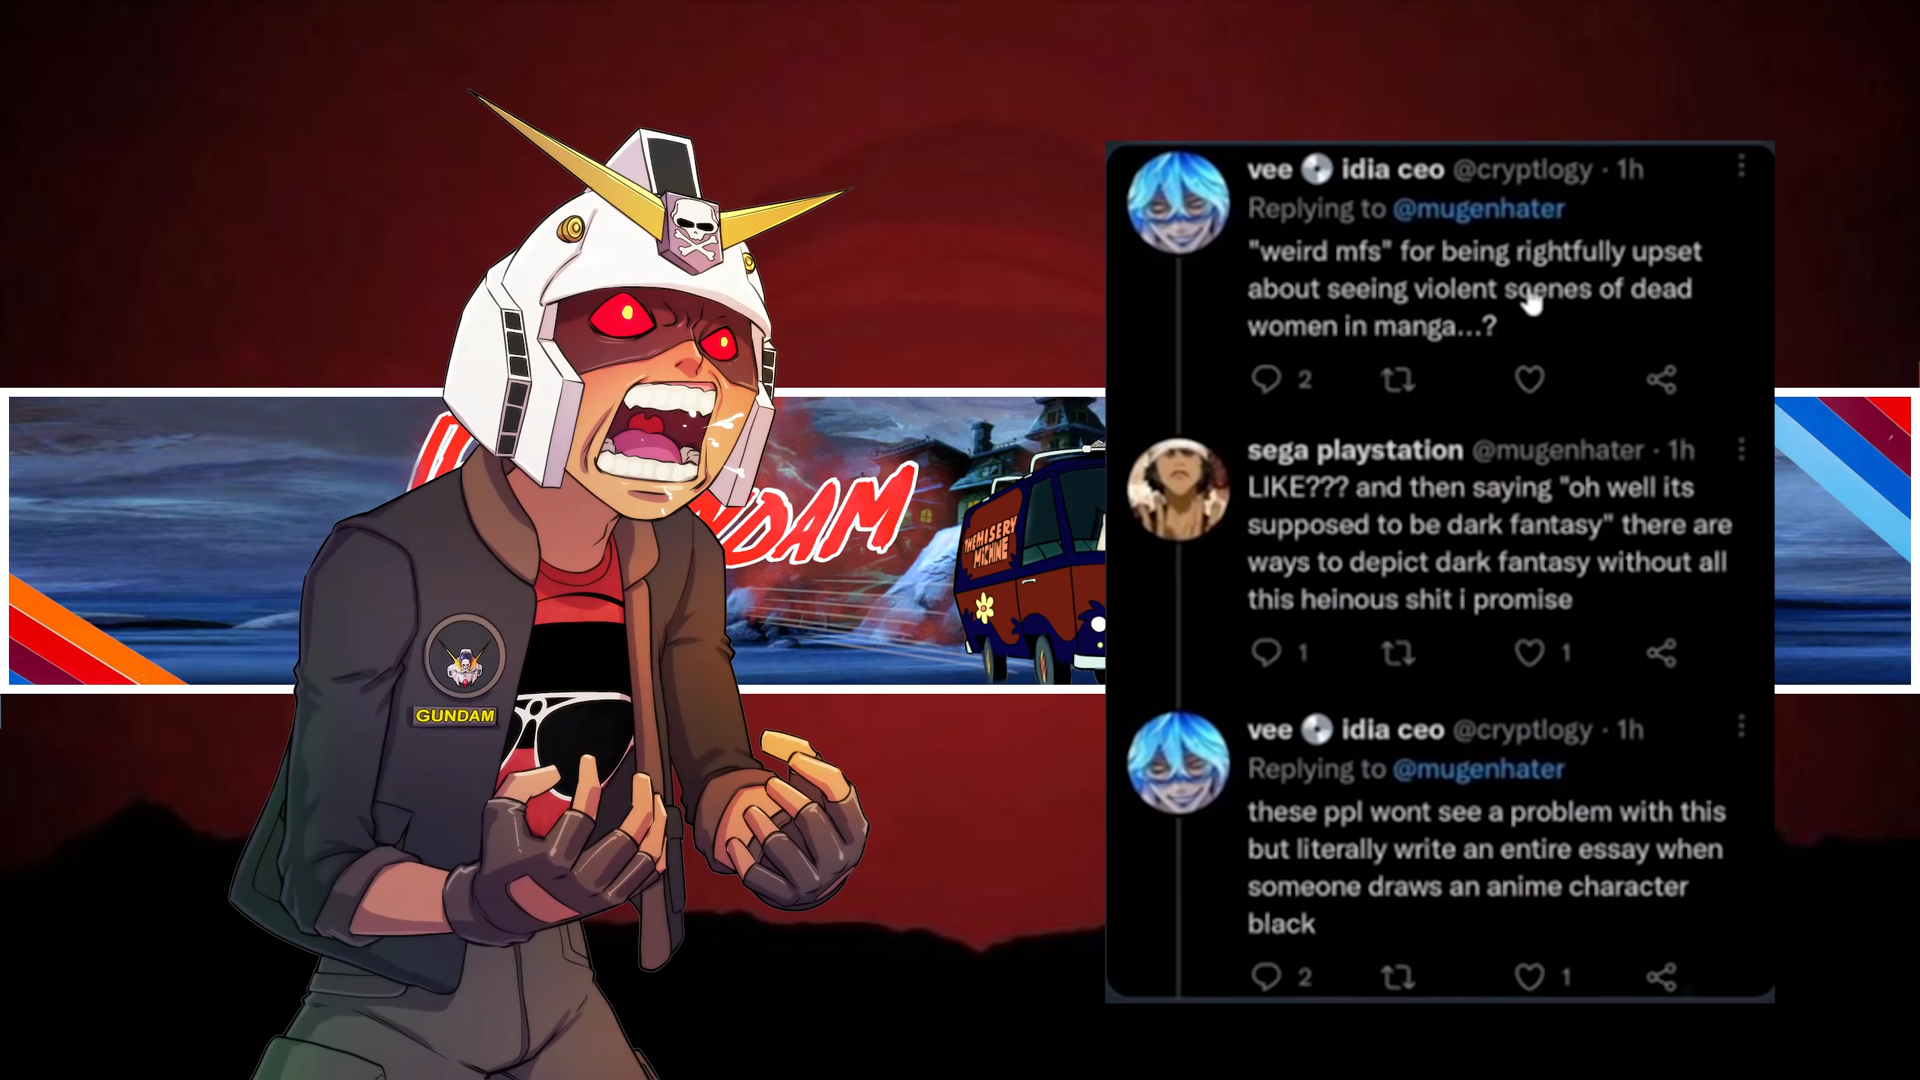 NDAM
THE MISERY
MACHINE
GUNDAM
vee idia ceo @cryptlogy · 1h
Replying to @mugenhater
"weird mfs" for being rightfully upset
about seeing violent scenes of dead
women in manga...?
2
sega playstation @mugenhater · 1h
LIKE??? and then saying "oh well its
supposed to be dark fantasy" there are
ways to depict dark fantasy without all
this heinous shit i promise
1 1
vee idia ceo @cryptlogy · 1h
Replying to @mugenhater
these ppl wont see a problem with this
but literally write an entire essay when
someone draws an anime character
black
2 1